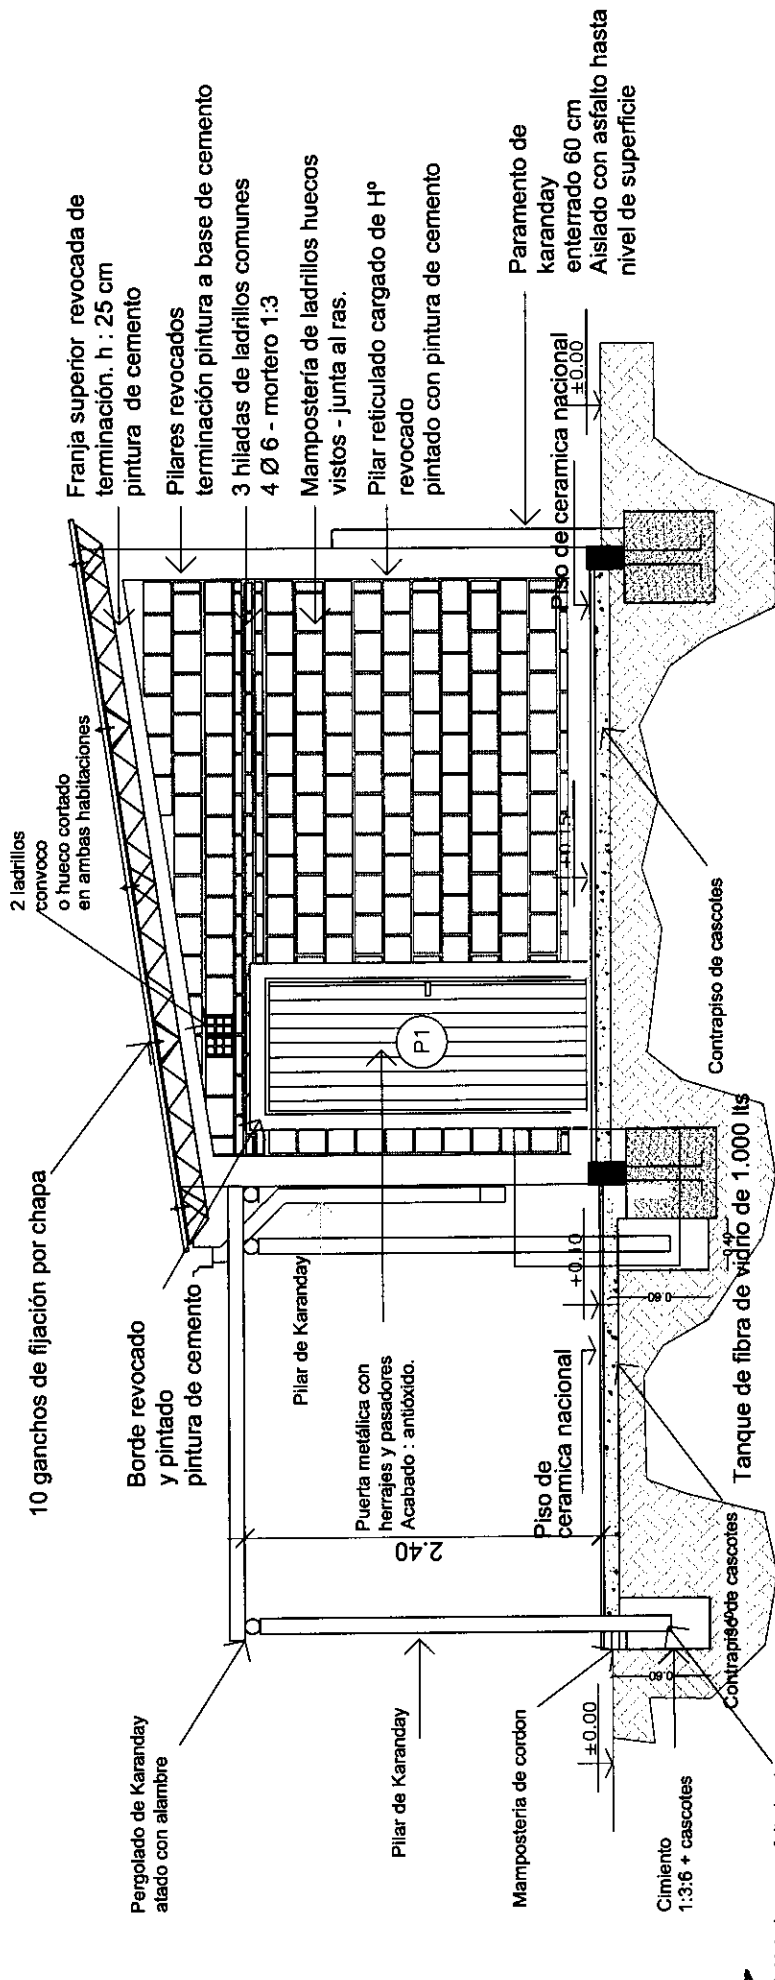 2 ladrillos
convoco
o hueco cortado
en ambas habitaciones
10 ganchos de fijación por chapa
Franja superior revocada de
terminación. h : 25 cm
pintura de cemento
Pilares revocados
terminación pintura a base de cemento
3 hiladas de ladrillos comunes
4 Ø 6 - mortero 1:3
Mampostería de ladrillos huecos
vistos - junta al ras.
Pilar reticulado cargado de Hº
revocado
pintado con pintura de cemento
Paramento de
karanday
enterrado 60 cm
Aislado con asfalto hasta
nivel de superficie
Pergolado de Karanday
atado con alambre
Borde revocado
y pintado
pintura de cemento
Pilar de Karanday
Pilar de Karanday
Puerta metálica con
herrajes y pasadores
Acabado : antióxido.
P1
2.40
Piso de
ceramica nacional
Piso de ceramica nacional
±0.00
+0.15
+0.10
±0.00
Mamposteria de cordon
Cimiento
1:3:6 + cascotes
0.60
0.60
0.40
Contrapiso de cascotes
Contrapiso de cascotes
Tanque de fibra de vidrio de 1.000 lts